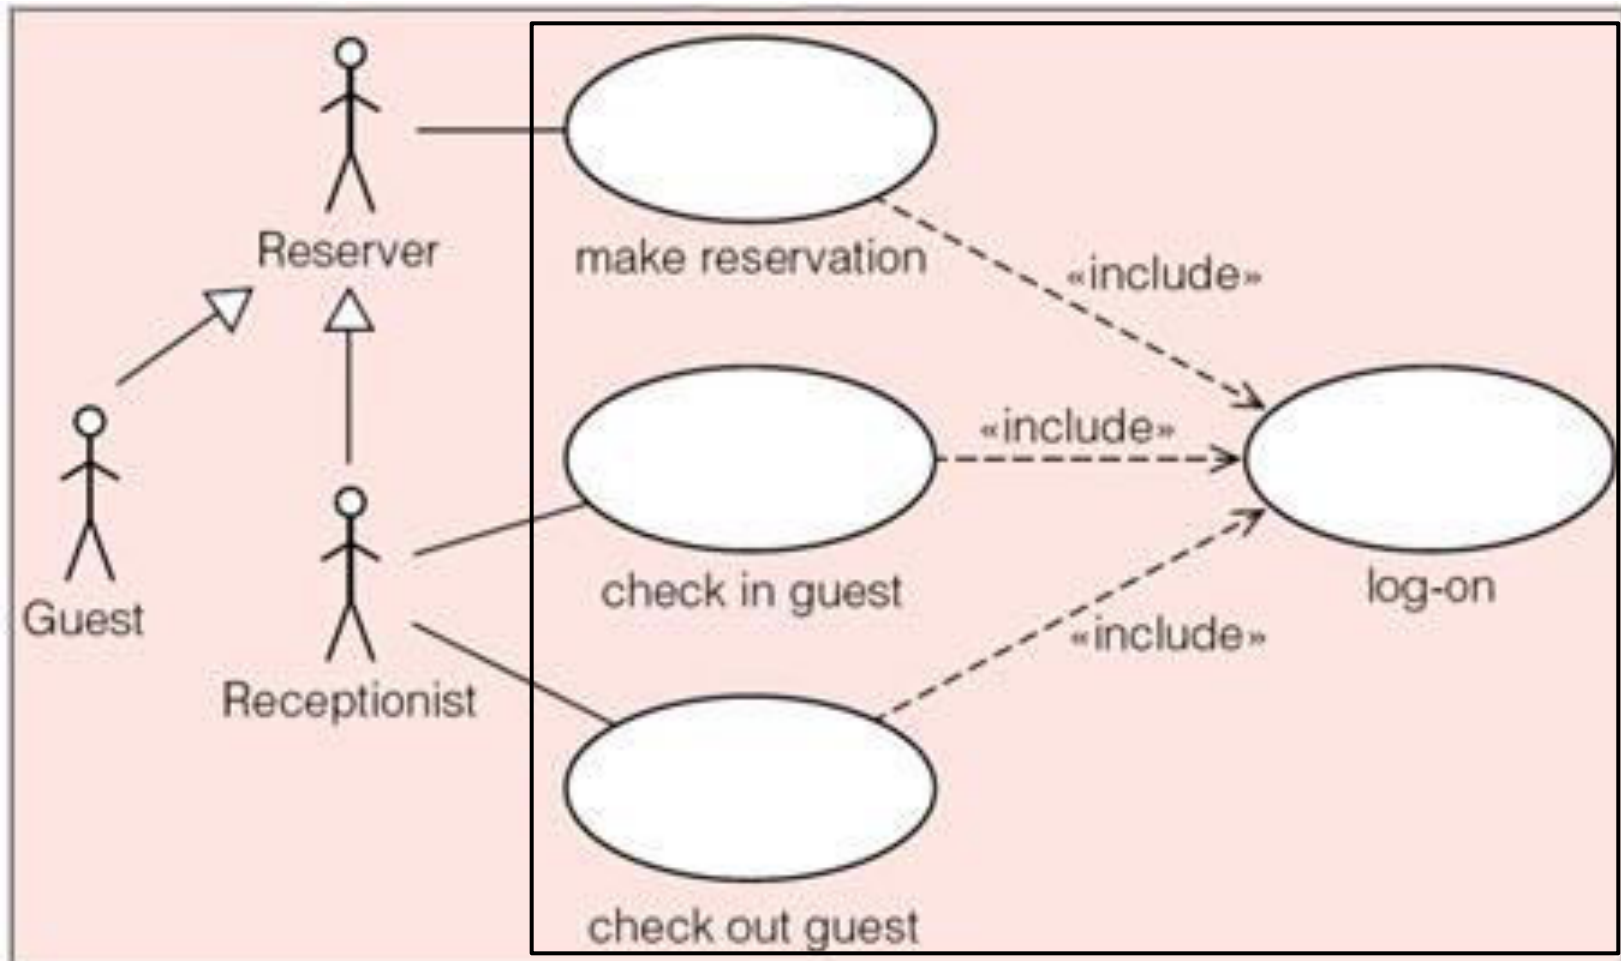 Reserver
make reservation
«include»
«include»
check in guest
log-on
Guest
«include»
Receptionist
check out guest